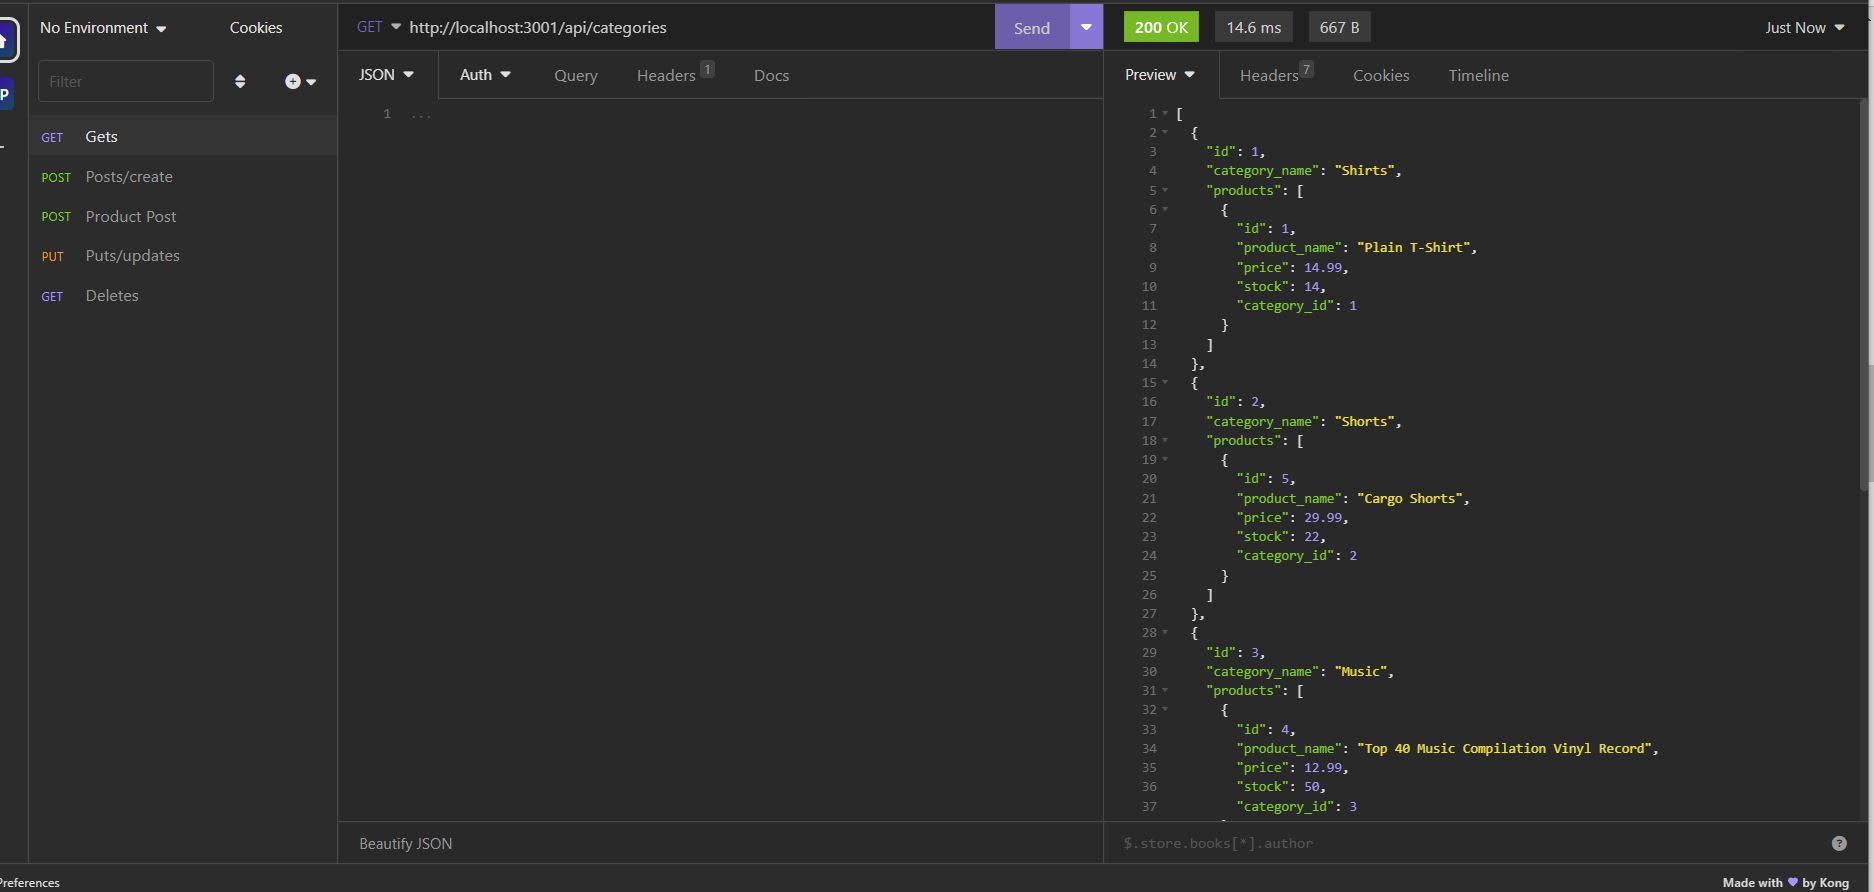 No Environment
Cookies
Filter
GET Gets
POST Posts/create
POST Product Post
PUT Puts/updates
GET Deletes
P
Preferences
GET http://localhost:3001/api/categories
Send
JSON Auth Query Headers 1 Docs
1 ...
Beautify JSON
200 OK 14.6 ms 667 B Just Now
Preview Headers 7 Cookies Timeline
1 [
2 {
3 "id": 1,
4 "category_name": "Shirts",
5 "products": [
6 {
7 "id": 1,
8 "product_name": "Plain T-Shirt",
9 "price": 14.99,
10 "stock": 14,
11 "category_id": 1
12 }
13 ]
14 },
15 {
16 "id": 2,
17 "category_name": "Shorts",
18 "products": [
19 {
20 "id": 5,
21 "product_name": "Cargo Shorts",
22 "price": 29.99,
23 "stock": 22,
24 "category_id": 2
25 }
26 ]
27 },
28 {
29 "id": 3,
30 "category_name": "Music",
31 "products": [
32 {
33 "id": 4,
34 "product_name": "Top 40 Music Compilation Vinyl Record",
35 "price": 12.99,
36 "stock": 50,
37 "category_id": 3
$.store.books[*].author
?
Made with 💜 by Kong